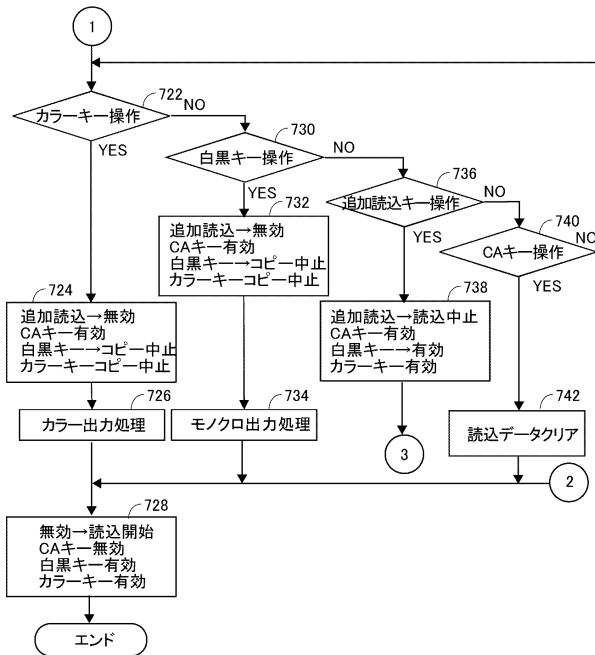 1
722
カラーキー操作
NO
YES
730
白黒キー操作
NO
YES
736
追加読込キー操作
NO
YES
740
CAキー操作
NO
YES
732
追加読込→無効
CAキー有効
白黒キー→コピー中止
カラーキーコピー中止
724
追加読込→無効
CAキー有効
白黒キー→コピー中止
カラーキーコピー中止
738
追加読込→読込中止
CAキー有効
白黒キー→有効
カラーキー有効
726
カラー出力処理
734
モノクロ出力処理
3
742
読込データクリア
2
728
無効→読込開始
CAキー無効
白黒キー有効
カラーキー有効
エンド